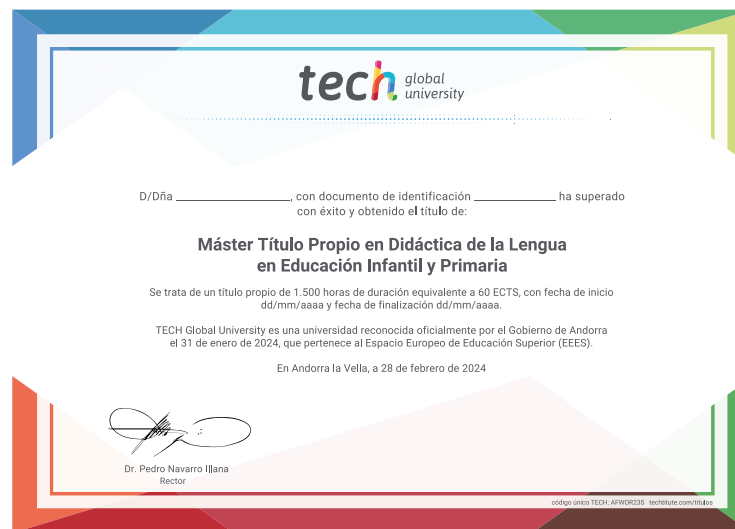 tech global
university
D/Dña ______________, con documento de identificación __________ ha superado
con éxito y obtenido el título de:
Máster Título Propio en Didáctica de la Lengua
en Educación Infantil y Primaria
Se trata de un título propio de 1.500 horas de duración equivalente a 60 ECTS, con fecha de inicio
dd/mm/aaaa y fecha de finalización dd/mm/aaaa.
TECH Global University es una universidad reconocida oficialmente por el Gobierno de Andorra
el 31 de enero de 2024, que pertenece al Espacio Europeo de Educación Superior (EEES).
En Andorra la Vella, a 28 de febrero de 2024
Dr. Pedro Navarro Illana
Rector
código único TECH: AFWOR23S techtitute.com/titulos